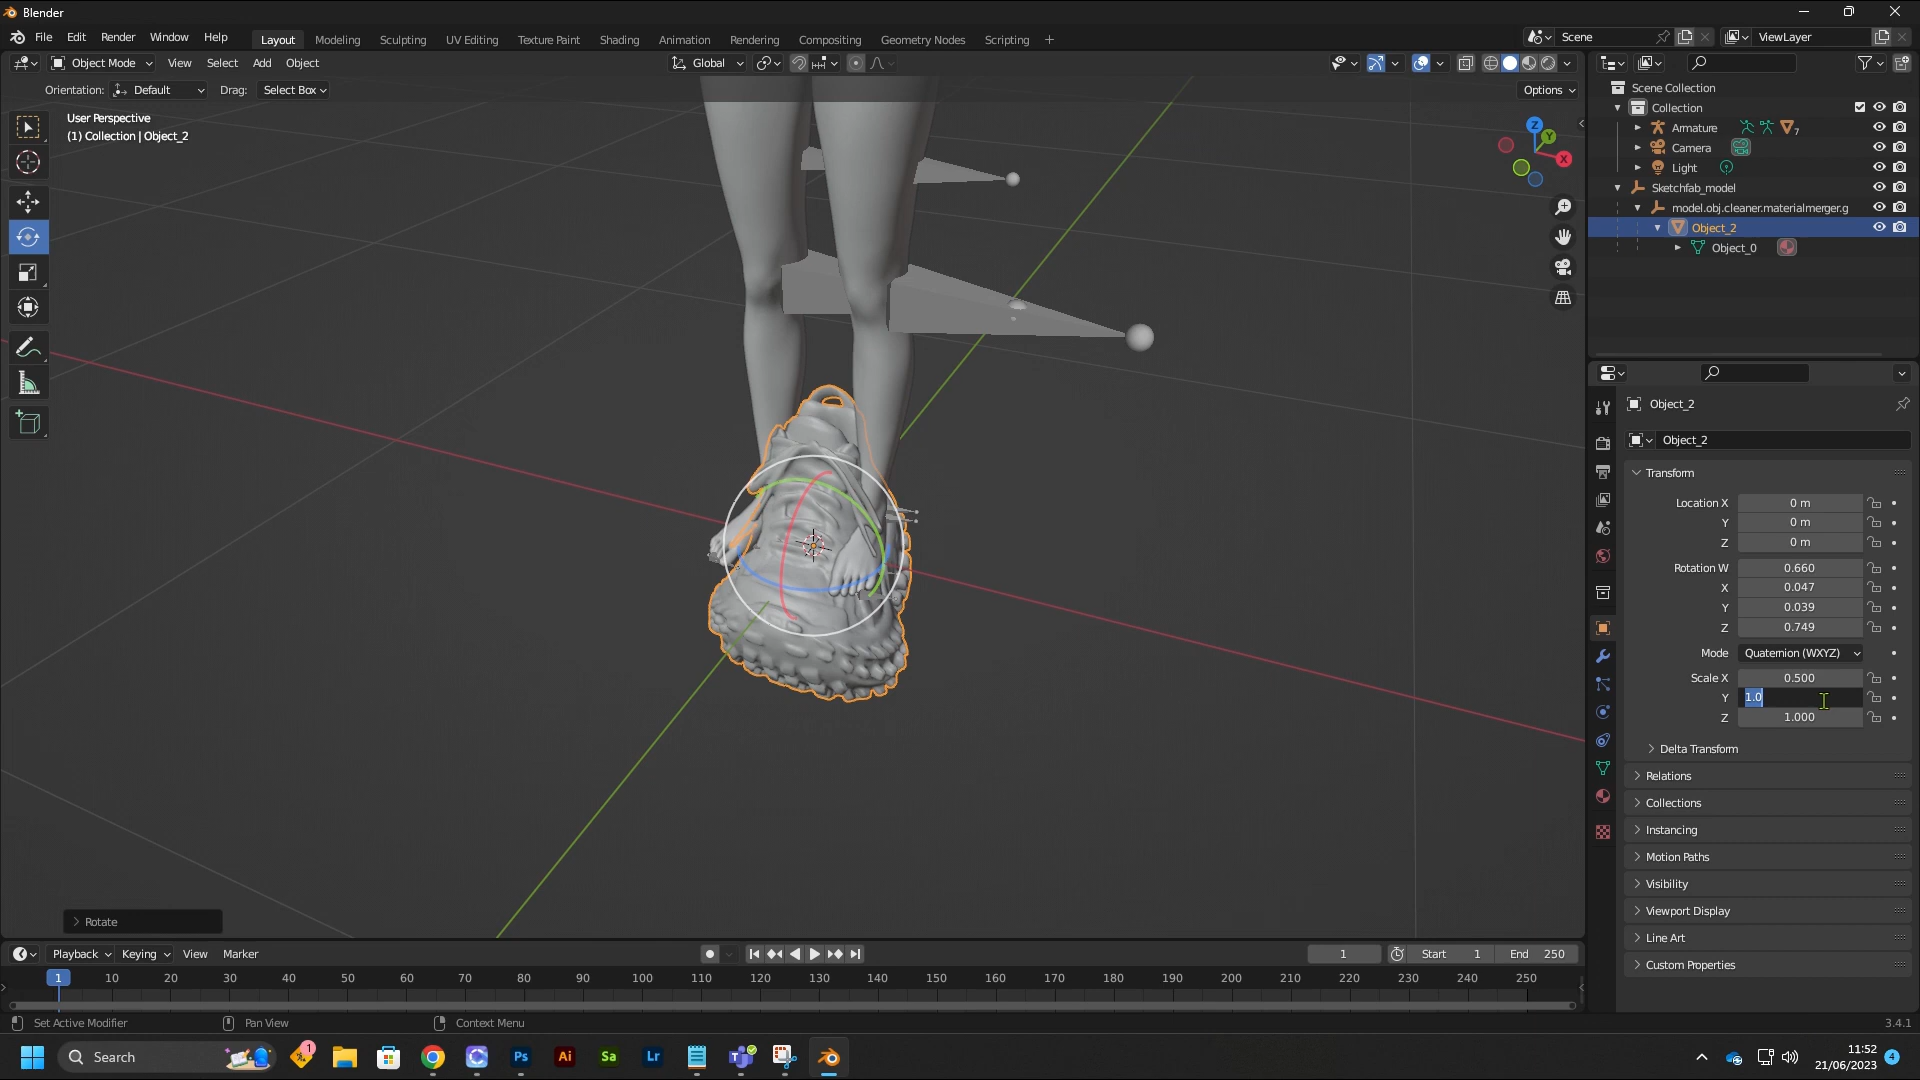 Blender
File Edit Render Window Help
Layout Modeling Sculpting UV Editing Texture Paint Shading Animation Rendering Compositing Geometry Nodes Scripting +
Scene
ViewLayer
Object Mode View Select Add Object
Global
Orientation: Default Drag: Select Box
Options
User Perspective
(1) Collection | Object_2
Z Y X
Scene Collection
Collection
Armature 7
Camera
Light
Sketchfab_model
model.obj.cleaner.materialmerger.g
Object_2
Object_0
Object_2
Object_2
Transform
Location X 0 m
Y 0 m
Z 0 m
Rotation W 0.660
X 0.047
Y 0.039
Z 0.749
Mode Quaternion (WXYZ)
Scale X 0.500
Y 1.0
Z 1.000
Delta Transform
Relations
Collections
Instancing
Motion Paths
Visibility
Viewport Display
Line Art
Custom Properties
Rotate
Playback Keying View Marker
1 Start 1 End 250
1 10 20 30 40 50 60 70 80 90 100 110 120 130 140 150 160 170 180 190 200 210 220 230 240 250
Set Active Modifier Pan View Context Menu
3.4.1
Search
1
Ps Ai Sa Lr
11:52
21/06/2023
4